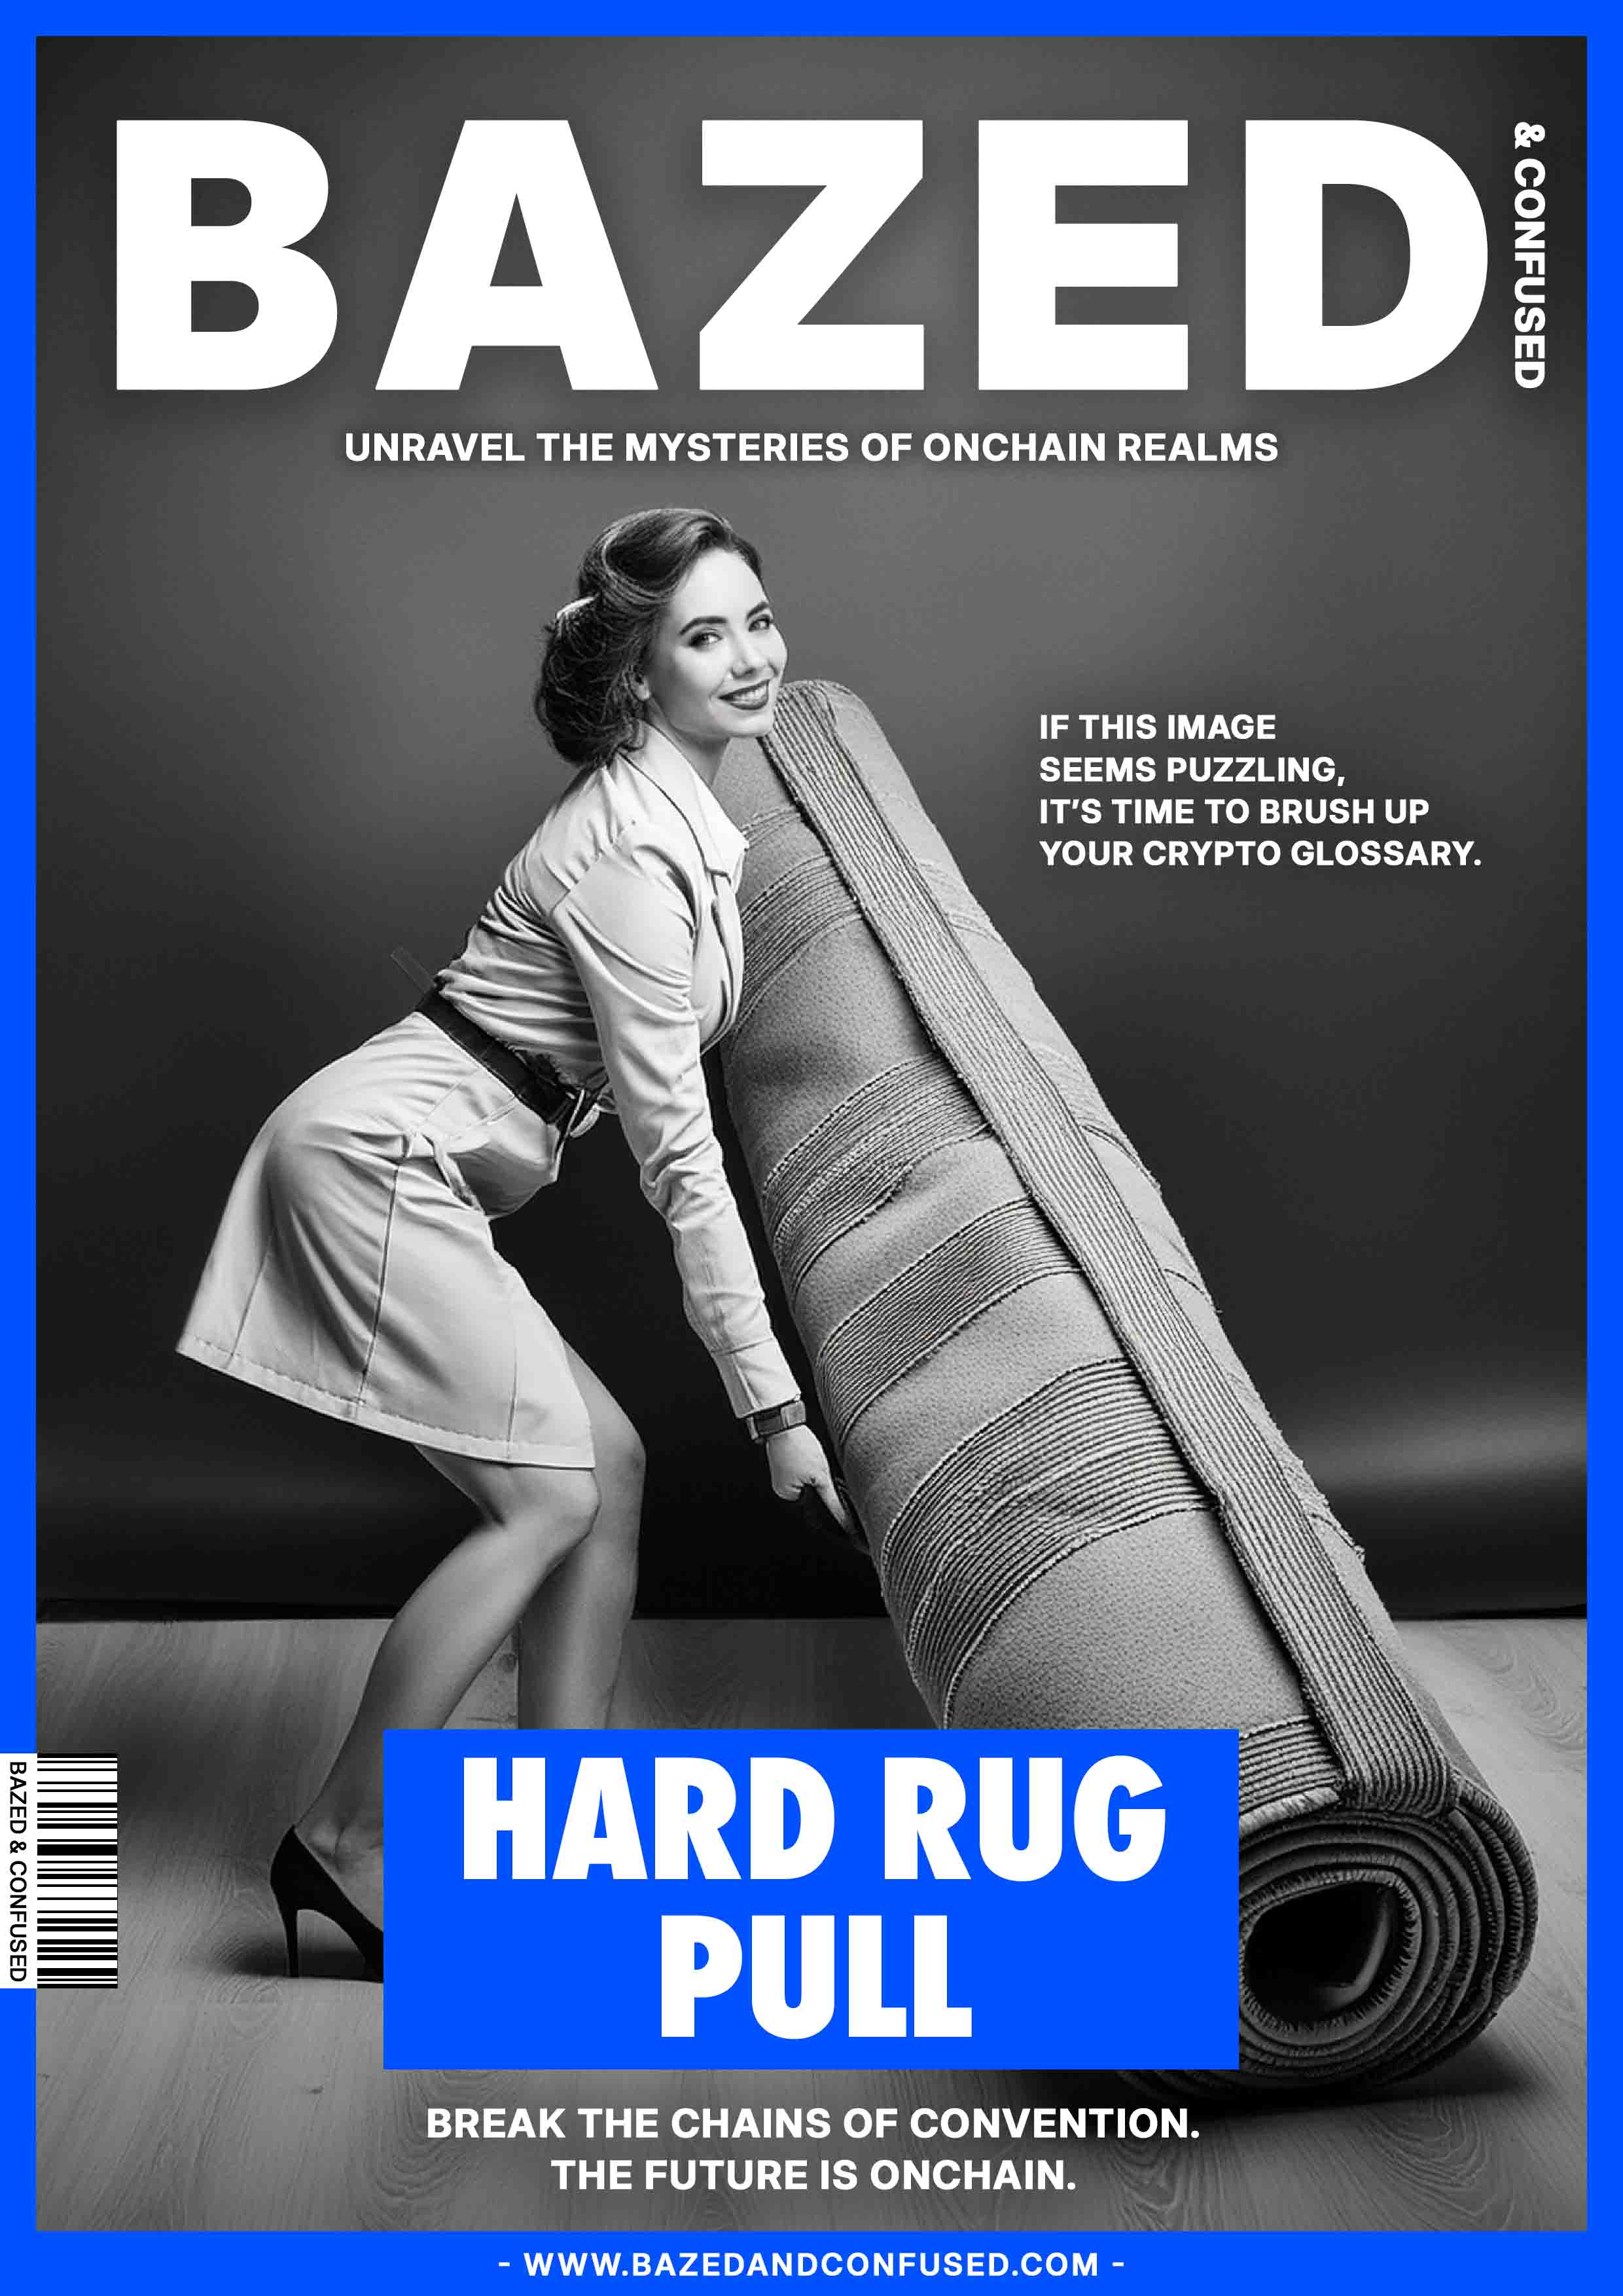 BAZED
& CONFUSED
UNRAVEL THE MYSTERIES OF ONCHAIN REALMS
IF THIS IMAGE
SEEMS PUZZLING,
IT’S TIME TO BRUSH UP
YOUR CRYPTO GLOSSARY.
BAZED & CONFUSED
HARD RUG
PULL
BREAK THE CHAINS OF CONVENTION.
THE FUTURE IS ONCHAIN.
- WWW.BAZEDANDCONFUSED.COM -